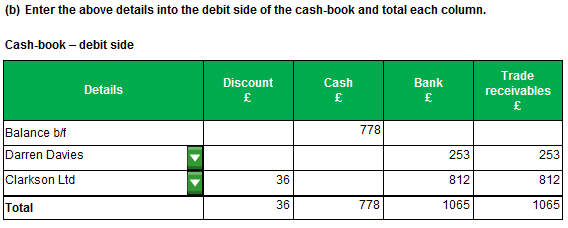 (b) Enter the above details into the debit side of the cash-book and total each column.
Cash-book – debit side
Details Discount £ Cash £ Bank £ Trade receivables £
Balance b/f 778
Darren Davies 253 253
Clarkson Ltd 36 812 812
Total 36 778 1065 1065